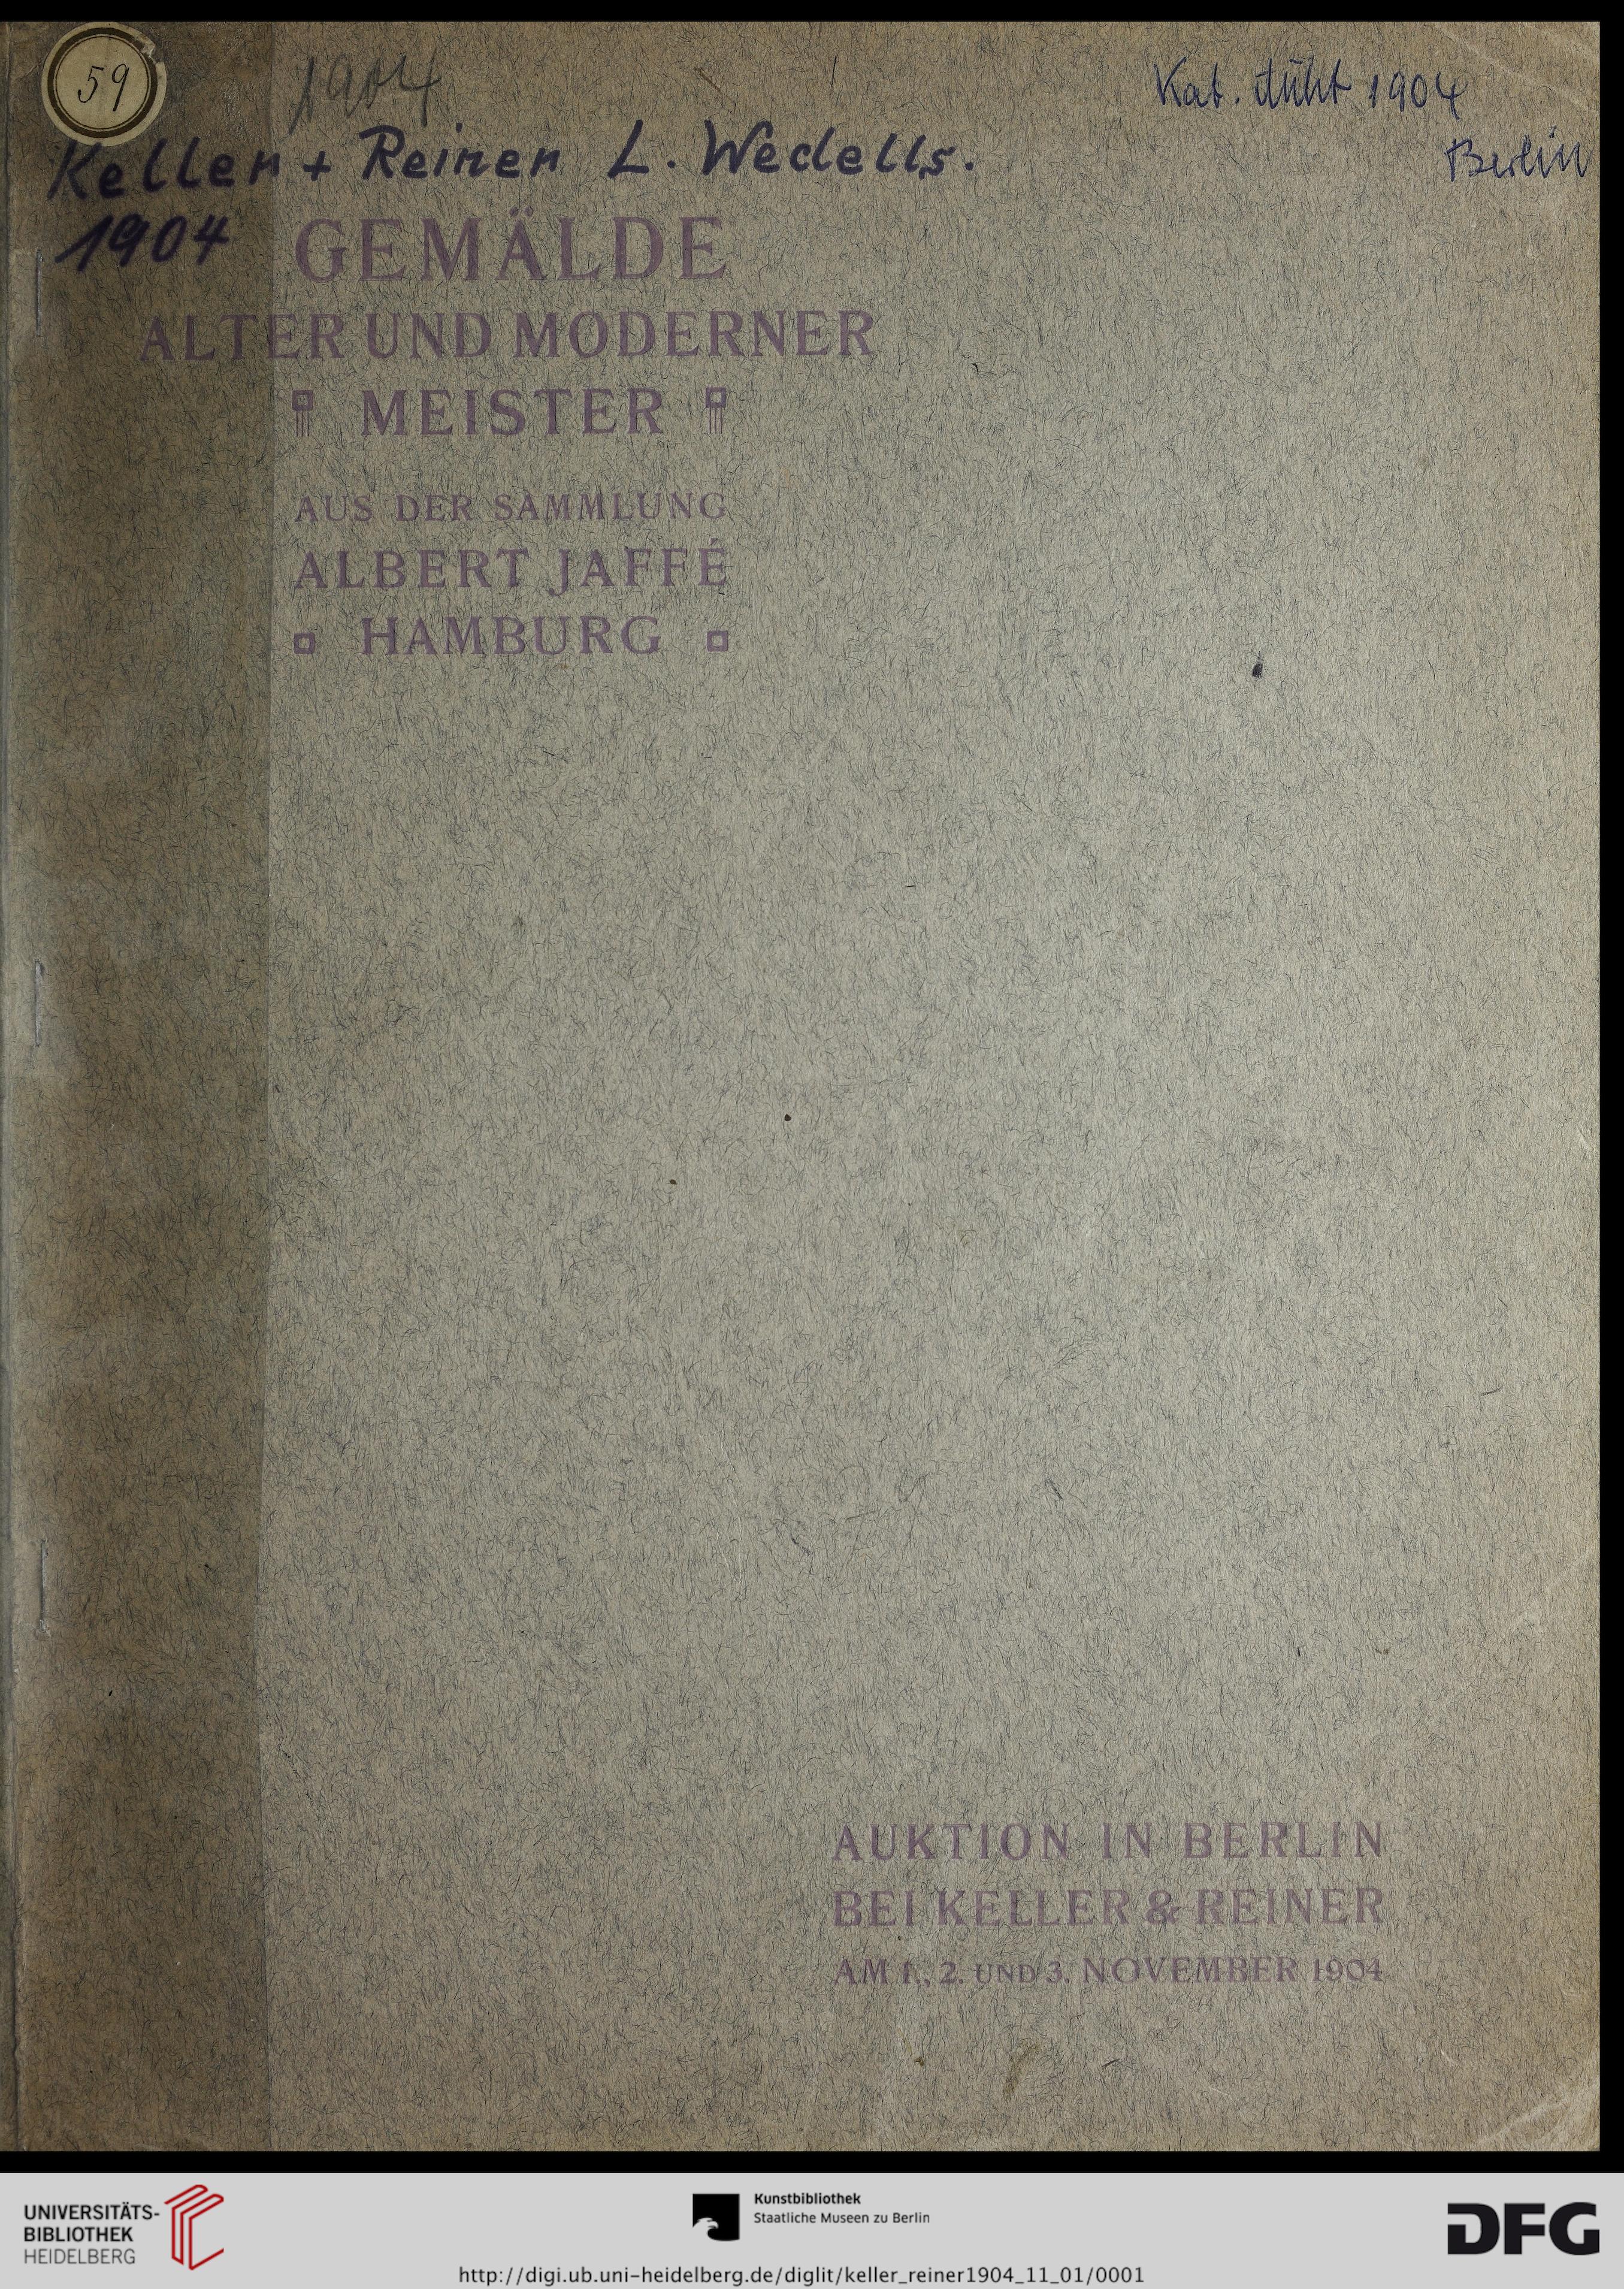 59
1904
Kat. 1904
Berlin
Keller + Reiner L. Wedells.
1904
GEMÄLDE
ALTER UND MODERNER
MEISTER
AUS DER SAMMLUNG
ALBERT JAFFÉ
HAMBURG
AUKTION IN BERLIN
BEI KELLER & REINER
AM 1., 2. UND 3. NOVEMBER 1904
UNIVERSITÄTS-
BIBLIOTHEK
HEIDELBERG
Kunstbibliothek
Staatliche Museen zu Berlin
DFG
http://digi.ub.uni-heidelberg.de/diglit/keller_reiner1904_11_01/0001